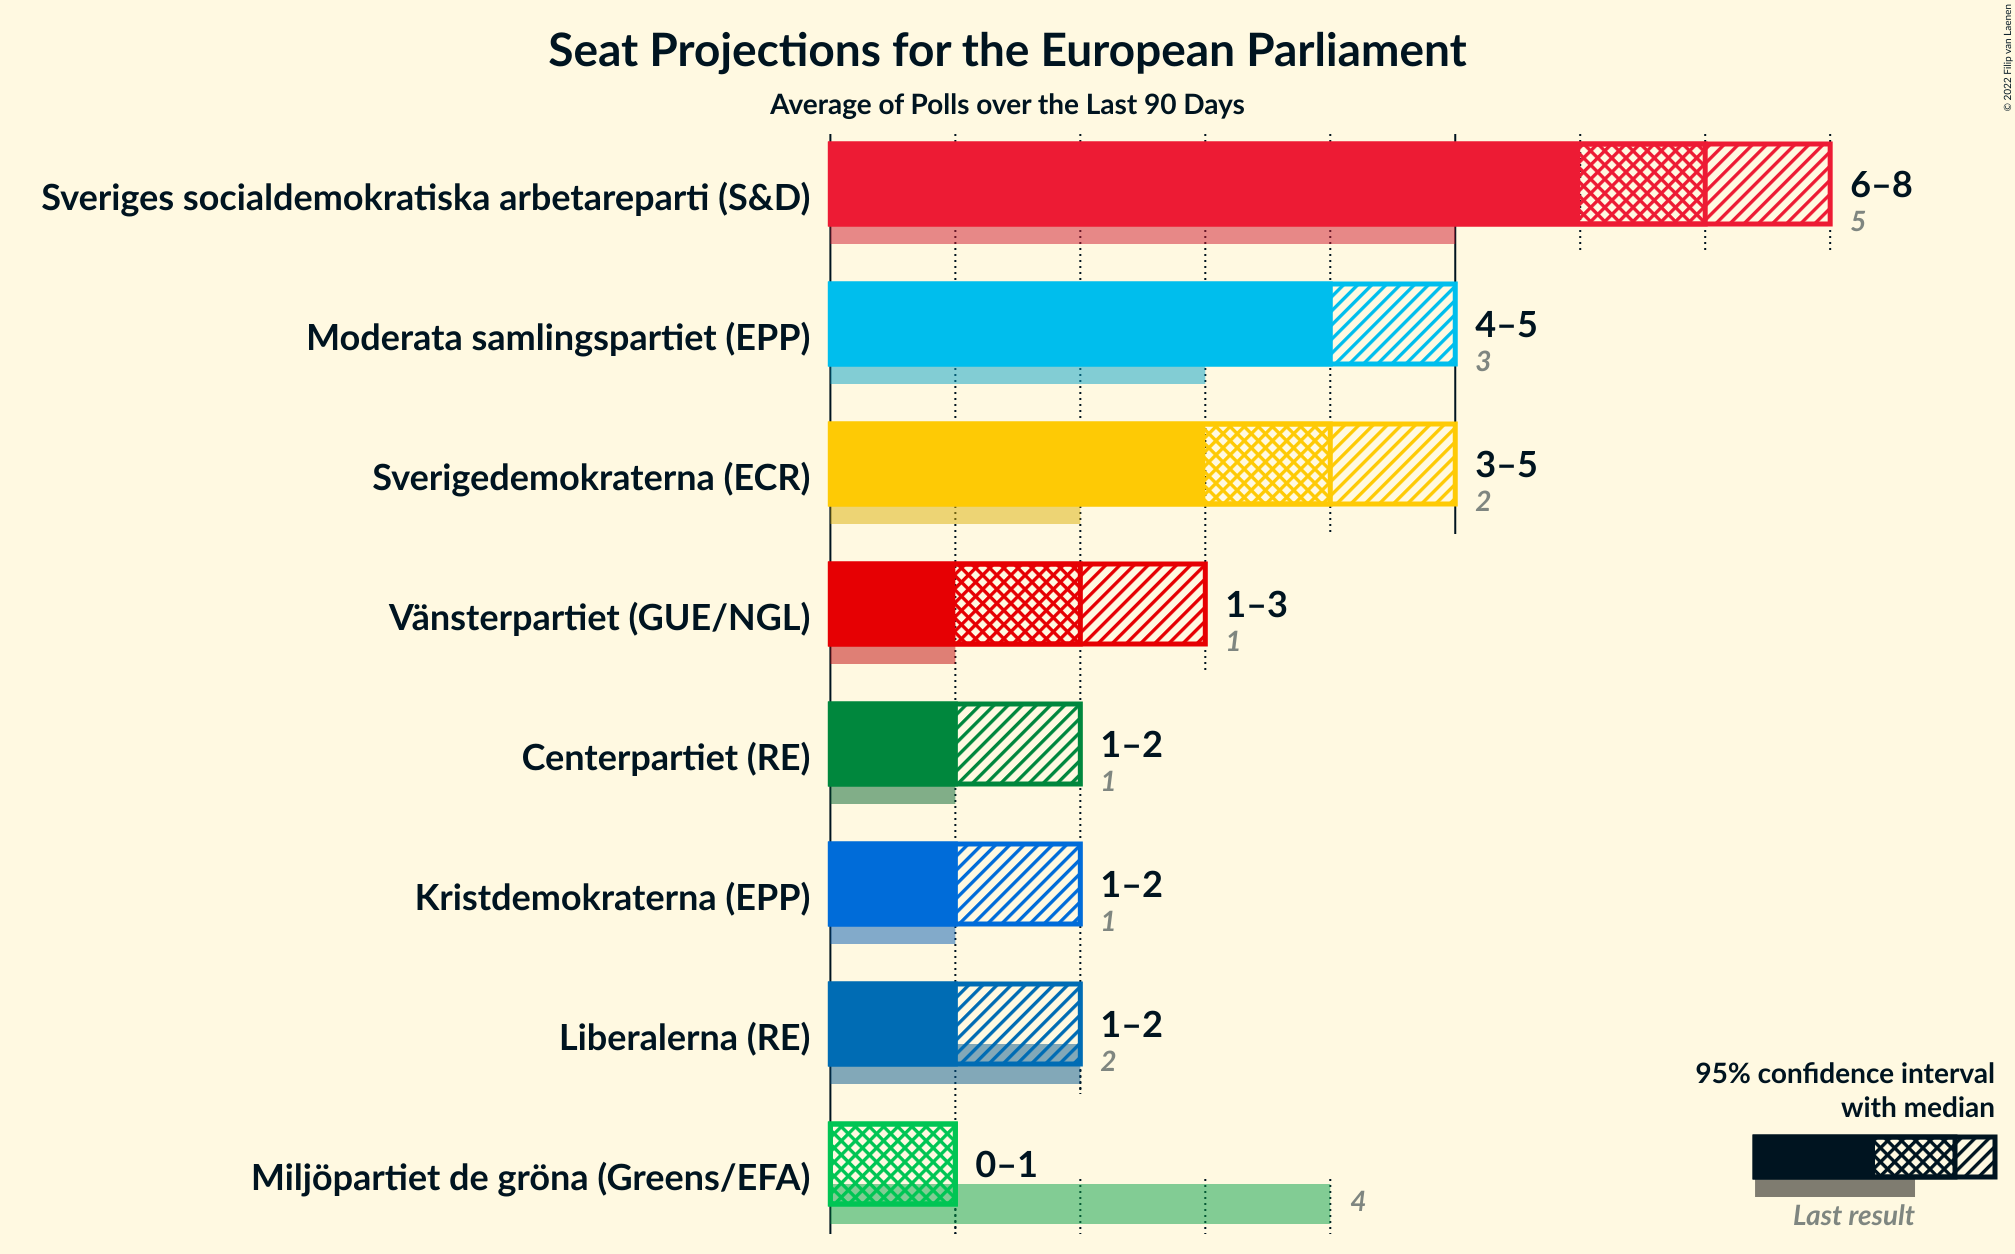 Seat Projections for the European Parliament
Average of Polls over the Last 90 Days
© 2022 Filip van Laenen
Sveriges socialdemokratiska arbetareparti (S&D)
6–8
5
Moderata samlingspartiet (EPP)
4–5
3
Sverigedemokraterna (ECR)
3–5
2
Vänsterpartiet (GUE/NGL)
1–3
1
Centerpartiet (RE)
1–2
1
Kristdemokraterna (EPP)
1–2
1
Liberalerna (RE)
1–2
2
Miljöpartiet de gröna (Greens/EFA)
0–1
4
95% confidence interval
with median
Last result